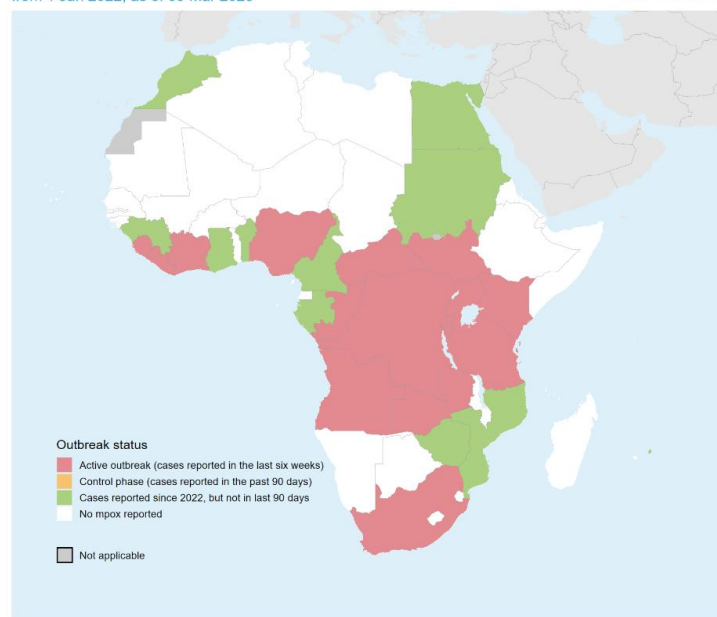 Outbreak status
Active outbreak (cases reported in the last six weeks)
Control phase (cases reported in the past 90 days)
Cases reported since 2022, but not in last 90 days
No mpox reported
Not applicable